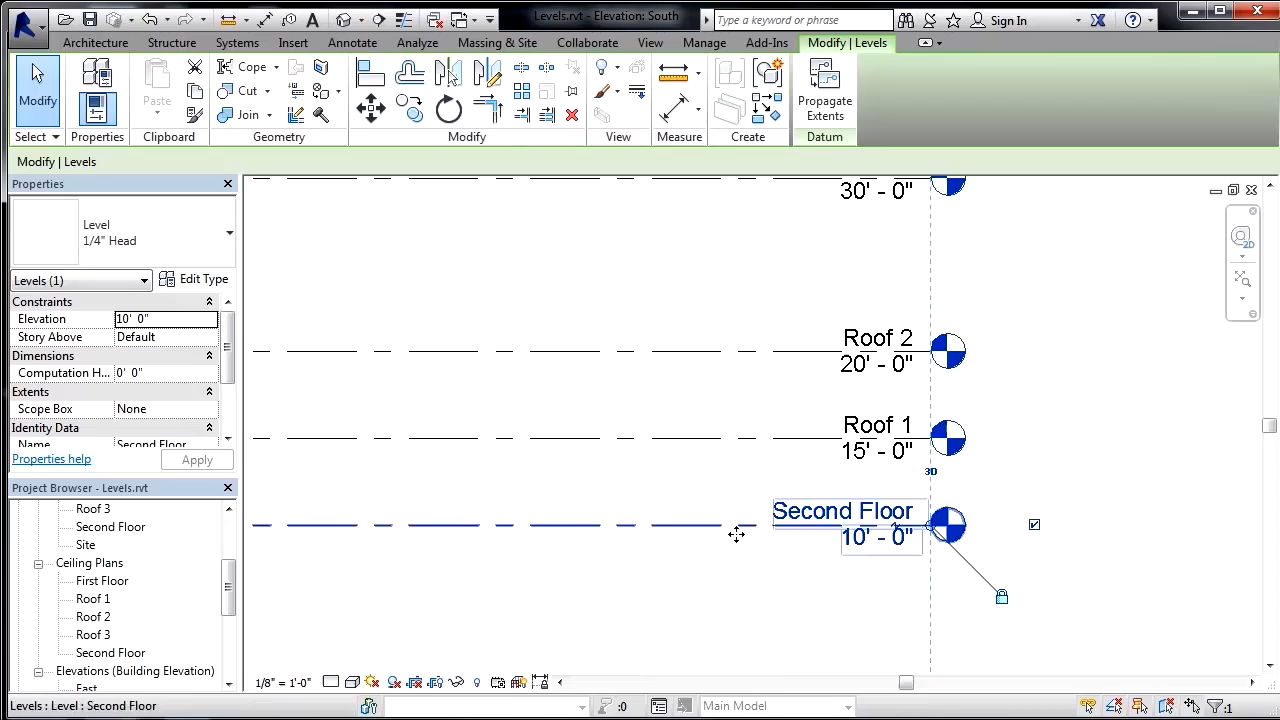 Levels.rvt - Elevation: South
Type a keyword or phrase
Sign In
Architecture Structure Systems Insert Annotate Analyze Massing & Site Collaborate View Manage Add-Ins Modify | Levels
Modify
Paste
Cope
Cut
Join
Propagate
Extents
Select Properties Clipboard Geometry Modify View Measure Create Datum
Modify | Levels
Properties
Level
1/4" Head
Levels (1)
Edit Type
Constraints
Elevation 10' 0"
Story Above Default
Dimensions
Computation H... 0' 0"
Extents
Scope Box None
Identity Data
Name Second Floor
Properties help
Apply
Project Browser - Levels.rvt
Roof 3
Second Floor
Site
Ceiling Plans
First Floor
Roof 1
Roof 2
Roof 3
Second Floor
Elevations (Building Elevation)
East
30' - 0"
Roof 2
20' - 0"
Roof 1
15' - 0"
3D
Second Floor
10' - 0"
2D
1/8" = 1'-0"
Levels : Level : Second Floor
:0
Main Model
:1